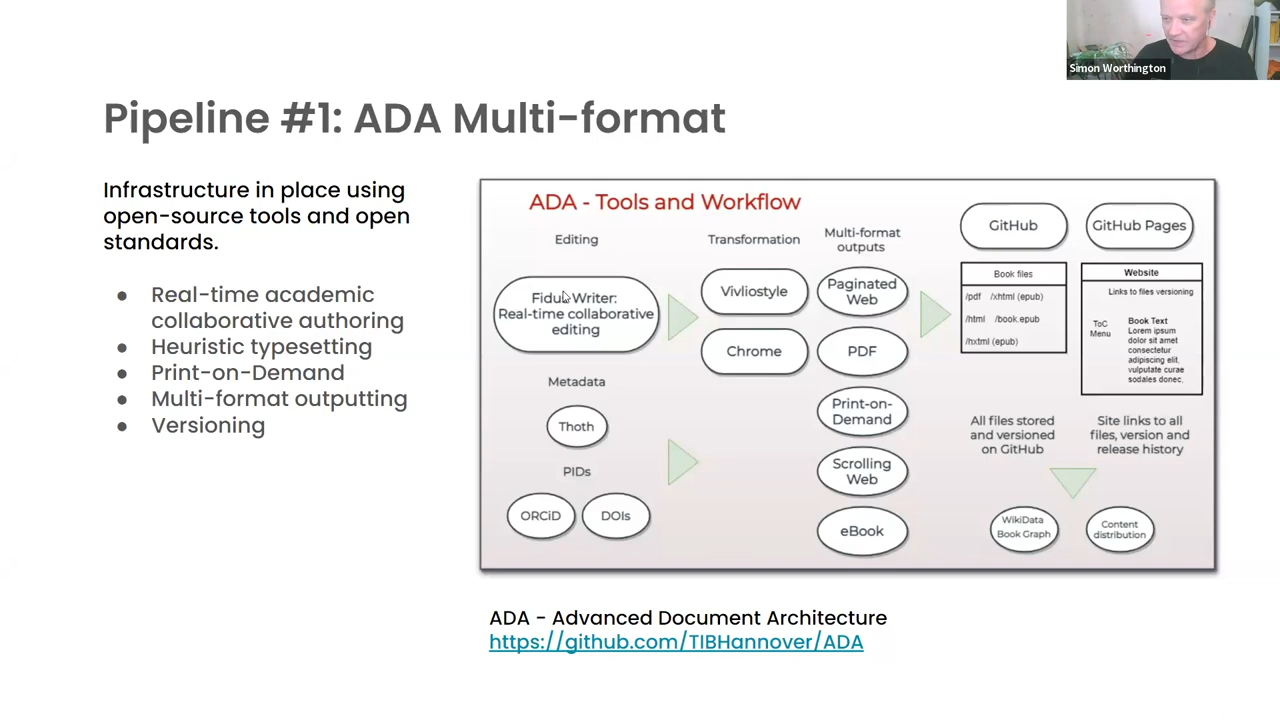 Simon Worthington
Pipeline #1: ADA Multi-format
Infrastructure in place using
open-source tools and open
standards.
● Real-time academic
collaborative authoring
● Heuristic typesetting
● Print-on-Demand
● Multi-format outputting
● Versioning
ADA - Tools and Workflow
Editing
Fidus Writer:
Real-time collaborative
editing
Metadata
Thoth
PIDs
ORCiD
DOIs
Transformation
Vivliostyle
Chrome
Multi-format
outputs
Paginated
Web
PDF
Print-on-
Demand
Scrolling
Web
eBook
GitHub
Book files
/pdf /xhtml (epub)
/html /book.epub
/hxtml (epub)
All files stored
and versioned
on GitHub
GitHub Pages
Website
Links to files versioning
ToC
Menu
Book Text
Lorem ipsum
dolor sit amet
consectetur
adipiscing elit,
vulputate curae
sodales donec,
Site links to all
files, version and
release history
WikiData
Book Graph
Content
distribution
ADA - Advanced Document Architecture
https://github.com/TIBHannover/ADA